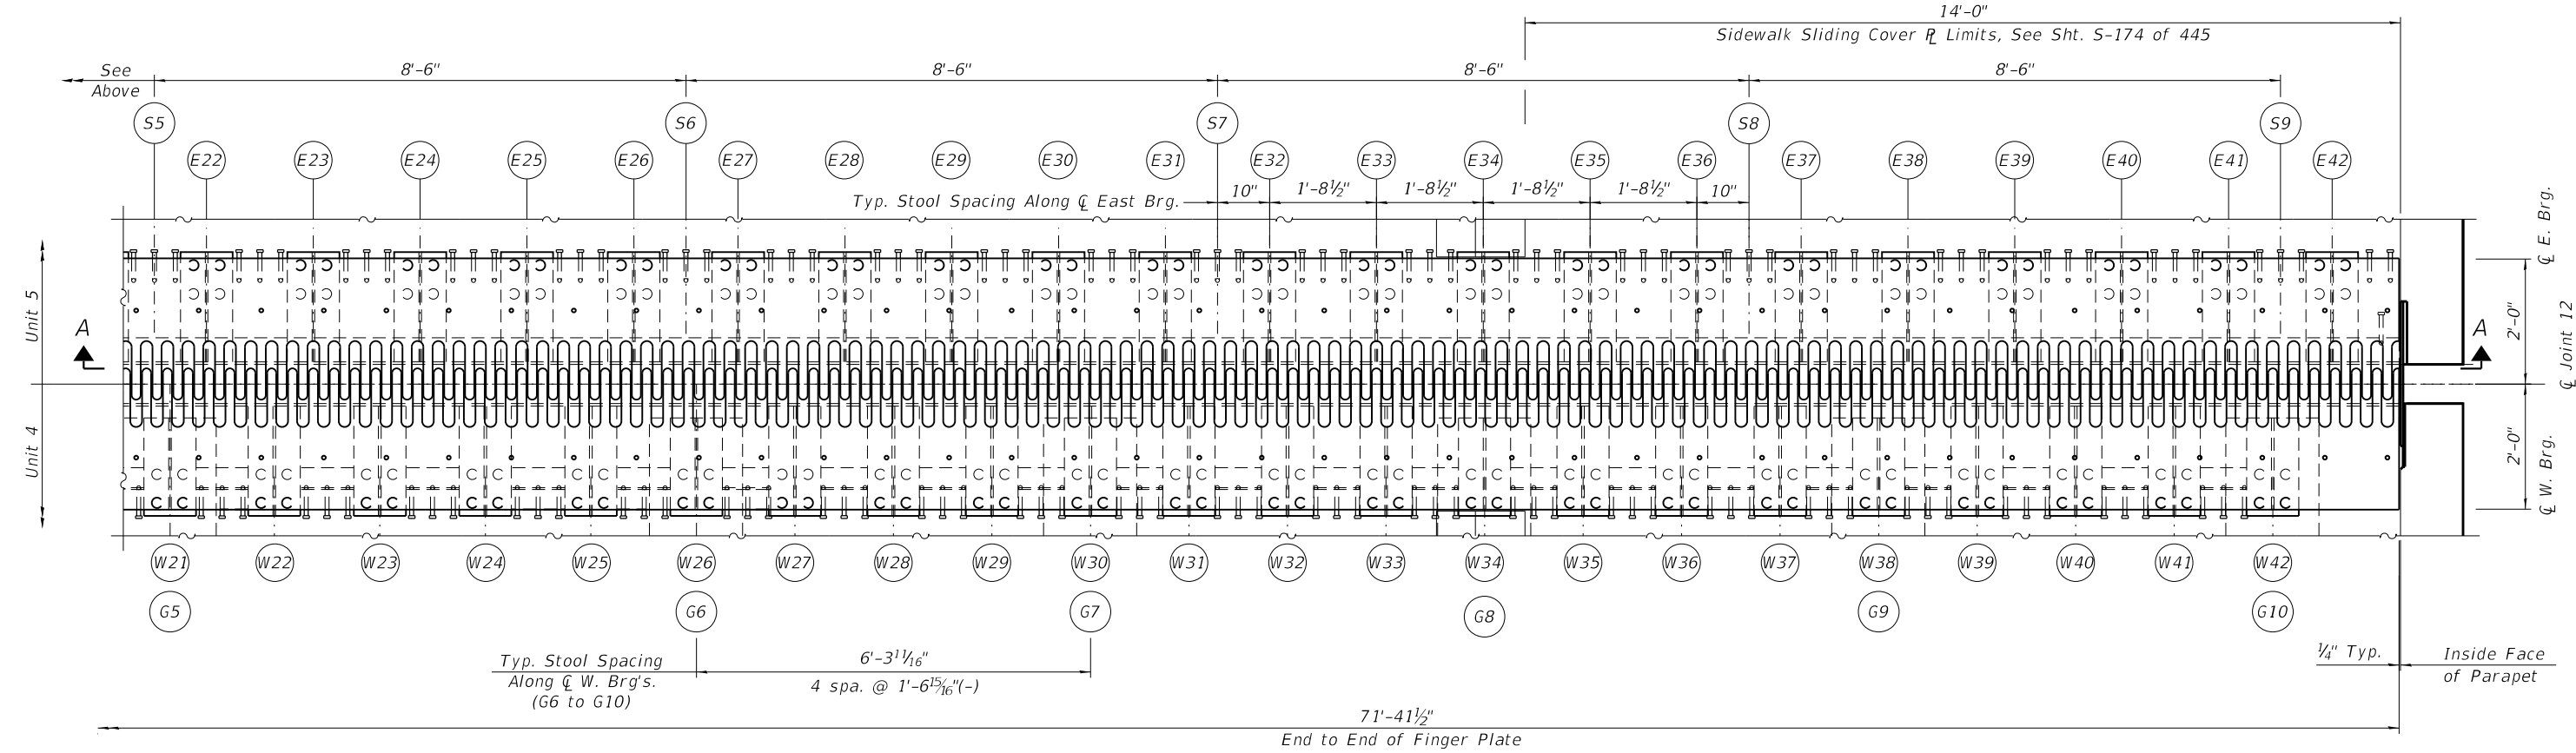 14'-0"
Sidewalk Sliding Cover ℄ Limits, See Sht. S-174 of 445
See
Above
8'-6" 8'-6" 8'-6" 8'-6"
S5 S6 S7 S8 S9
E22 E23 E24 E25 E26 E27 E28 E29 E30 E31 E32 E33 E34 E35 E36 E37 E38 E39 E40 E41 E42
Typ. Stool Spacing Along ℄ East Brg.
10" 1'-8½" 1'-8½" 1'-8½" 1'-8½" 10"
Unit 5
Unit 4
A
A
2'-0"
2'-0"
℄ E. Brg.
℄ Joint 12
℄ W. Brg.
W21 W22 W23 W24 W25 W26 W27 W28 W29 W30 W31 W32 W33 W34 W35 W36 W37 W38 W39 W40 W41 W42
G5 G6 G7 G8 G9 G10
Typ. Stool Spacing
Along ℄ W. Brg's.
(G6 to G10)
6'-3 11/16"
4 spa. @ 1'-6 15/16"(-)
¼" Typ.
Inside Face
of Parapet
71'-41½"
End to End of Finger Plate